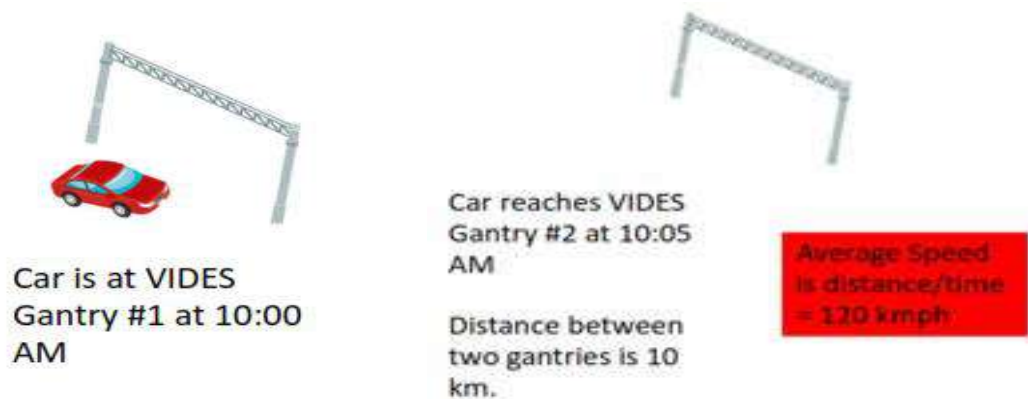 Car is at VIDES
Gantry #1 at 10:00
AM
Car reaches VIDES
Gantry #2 at 10:05
AM
Distance between
two gantries is 10
km.
Average Speed
is distance/time
= 120 kmph